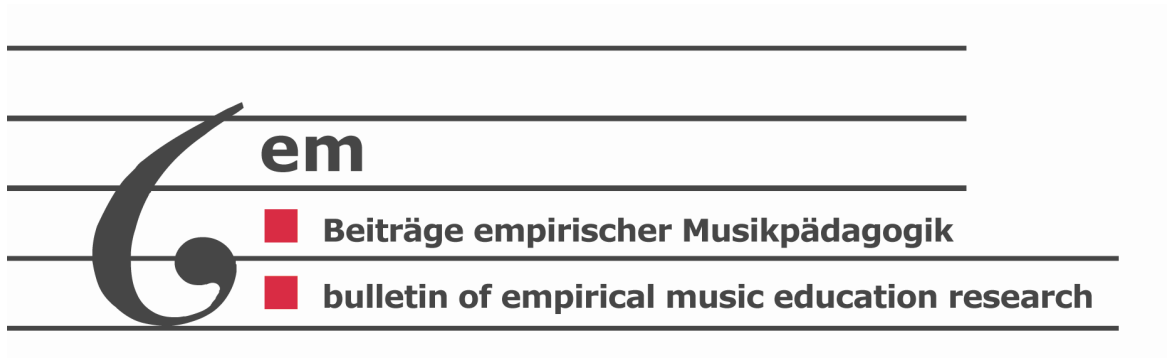 em
Beiträge empirischer Musikpädagogik
bulletin of empirical music education research